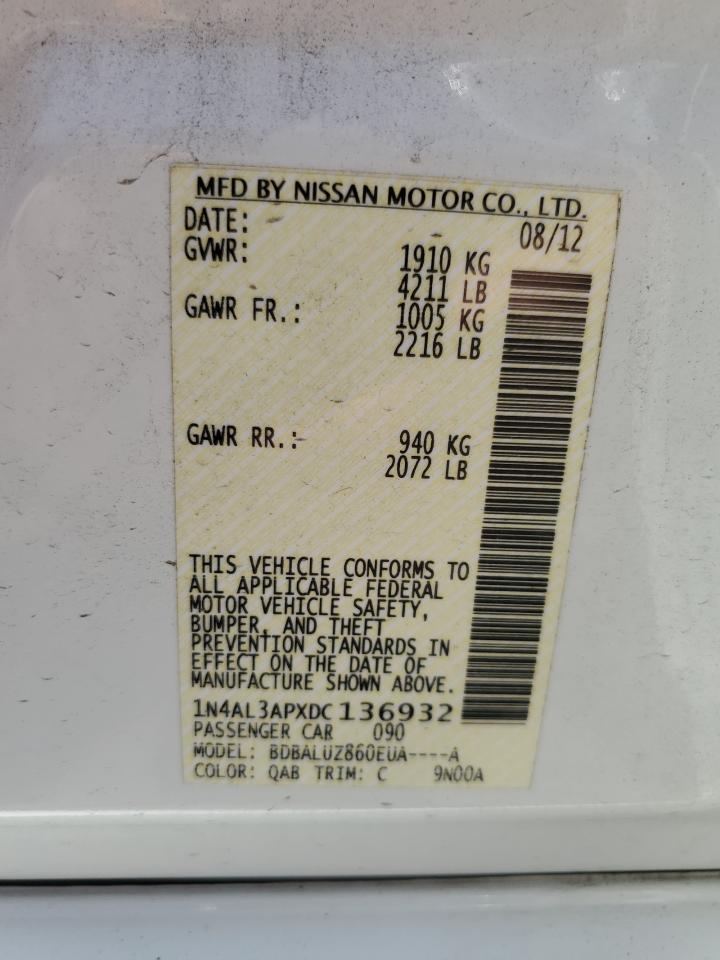 MFD BY NISSAN MOTOR CO., LTD.
DATE: 08/12
GVWR: 1910 KG
4211 LB
GAWR FR.: 1005 KG
2216 LB
GAWR RR.: 940 KG
2072 LB
THIS VEHICLE CONFORMS TO
ALL APPLICABLE FEDERAL
MOTOR VEHICLE SAFETY,
BUMPER, AND THEFT
PREVENTION STANDARDS IN
EFFECT ON THE DATE OF
MANUFACTURE SHOWN ABOVE.
1N4AL3APXDC136932
PASSENGER CAR 090
MODEL: BDBALUZ860EUA----A
COLOR: QAB TRIM: C 9N00A